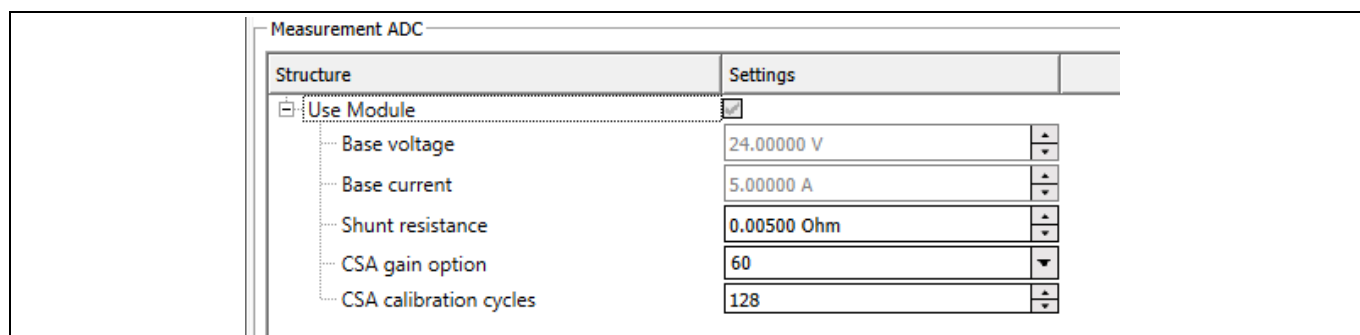 Measurement ADC
Structure Settings
Use Module
Base voltage 24.00000 V
Base current 5.00000 A
Shunt resistance 0.00500 Ohm
CSA gain option 60
CSA calibration cycles 128